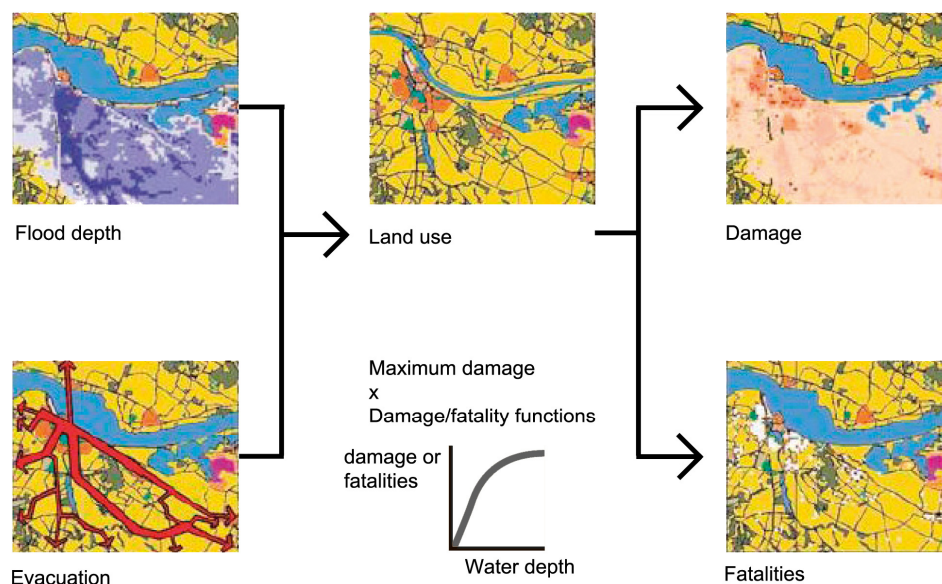 Flood depth
Land use
Damage
Maximum damage
x
Damage/fatality functions
damage or
fatalities
Water depth
Evacuation
Fatalities